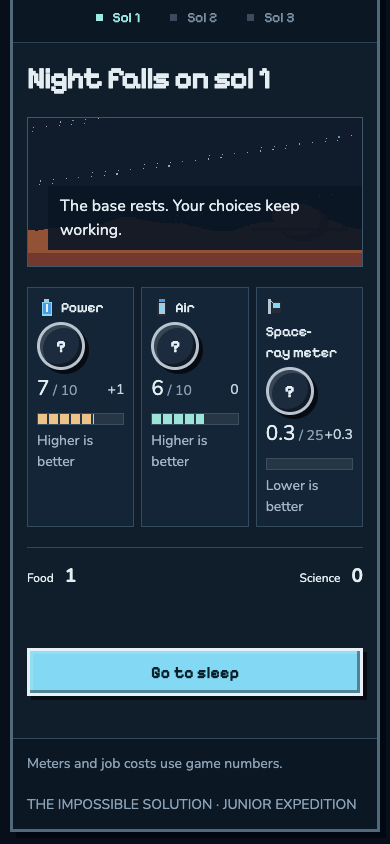 Sol 1 Sol 2 Sol 3
Night falls on sol 1
The base rests. Your choices keep
working.
Power
?
7 / 10 +1
Higher is
better
Air
?
6 / 10 0
Higher is
better
Space-
ray meter
?
0.3 / 25+0.3
Lower is
better
Food 1 Science 0
Go to sleep
Meters and job costs use game numbers.
THE IMPOSSIBLE SOLUTION · JUNIOR EXPEDITION